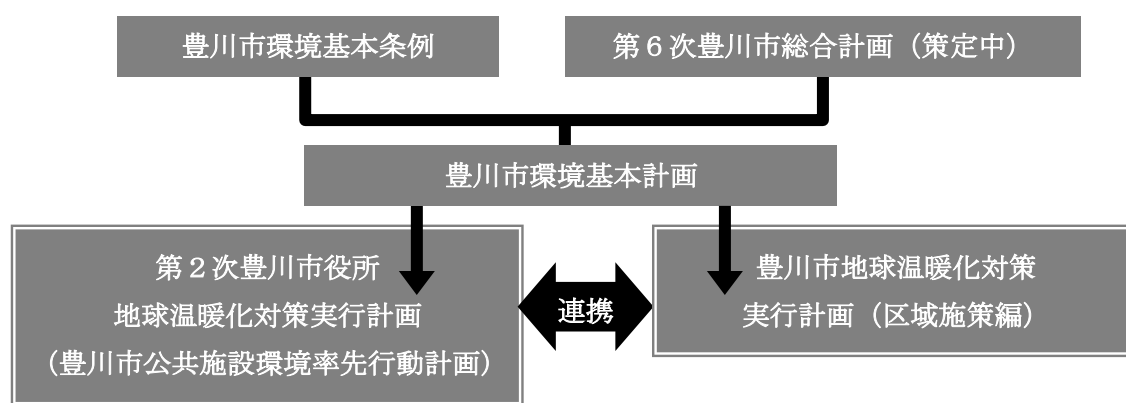 豊川市環境基本条例
第６次豊川市総合計画（策定中）
豊川市環境基本計画
第２次豊川市役所
地球温暖化対策実行計画
（豊川市公共施設環境率先行動計画）
連携
豊川市地球温暖化対策
実行計画（区域施策編）